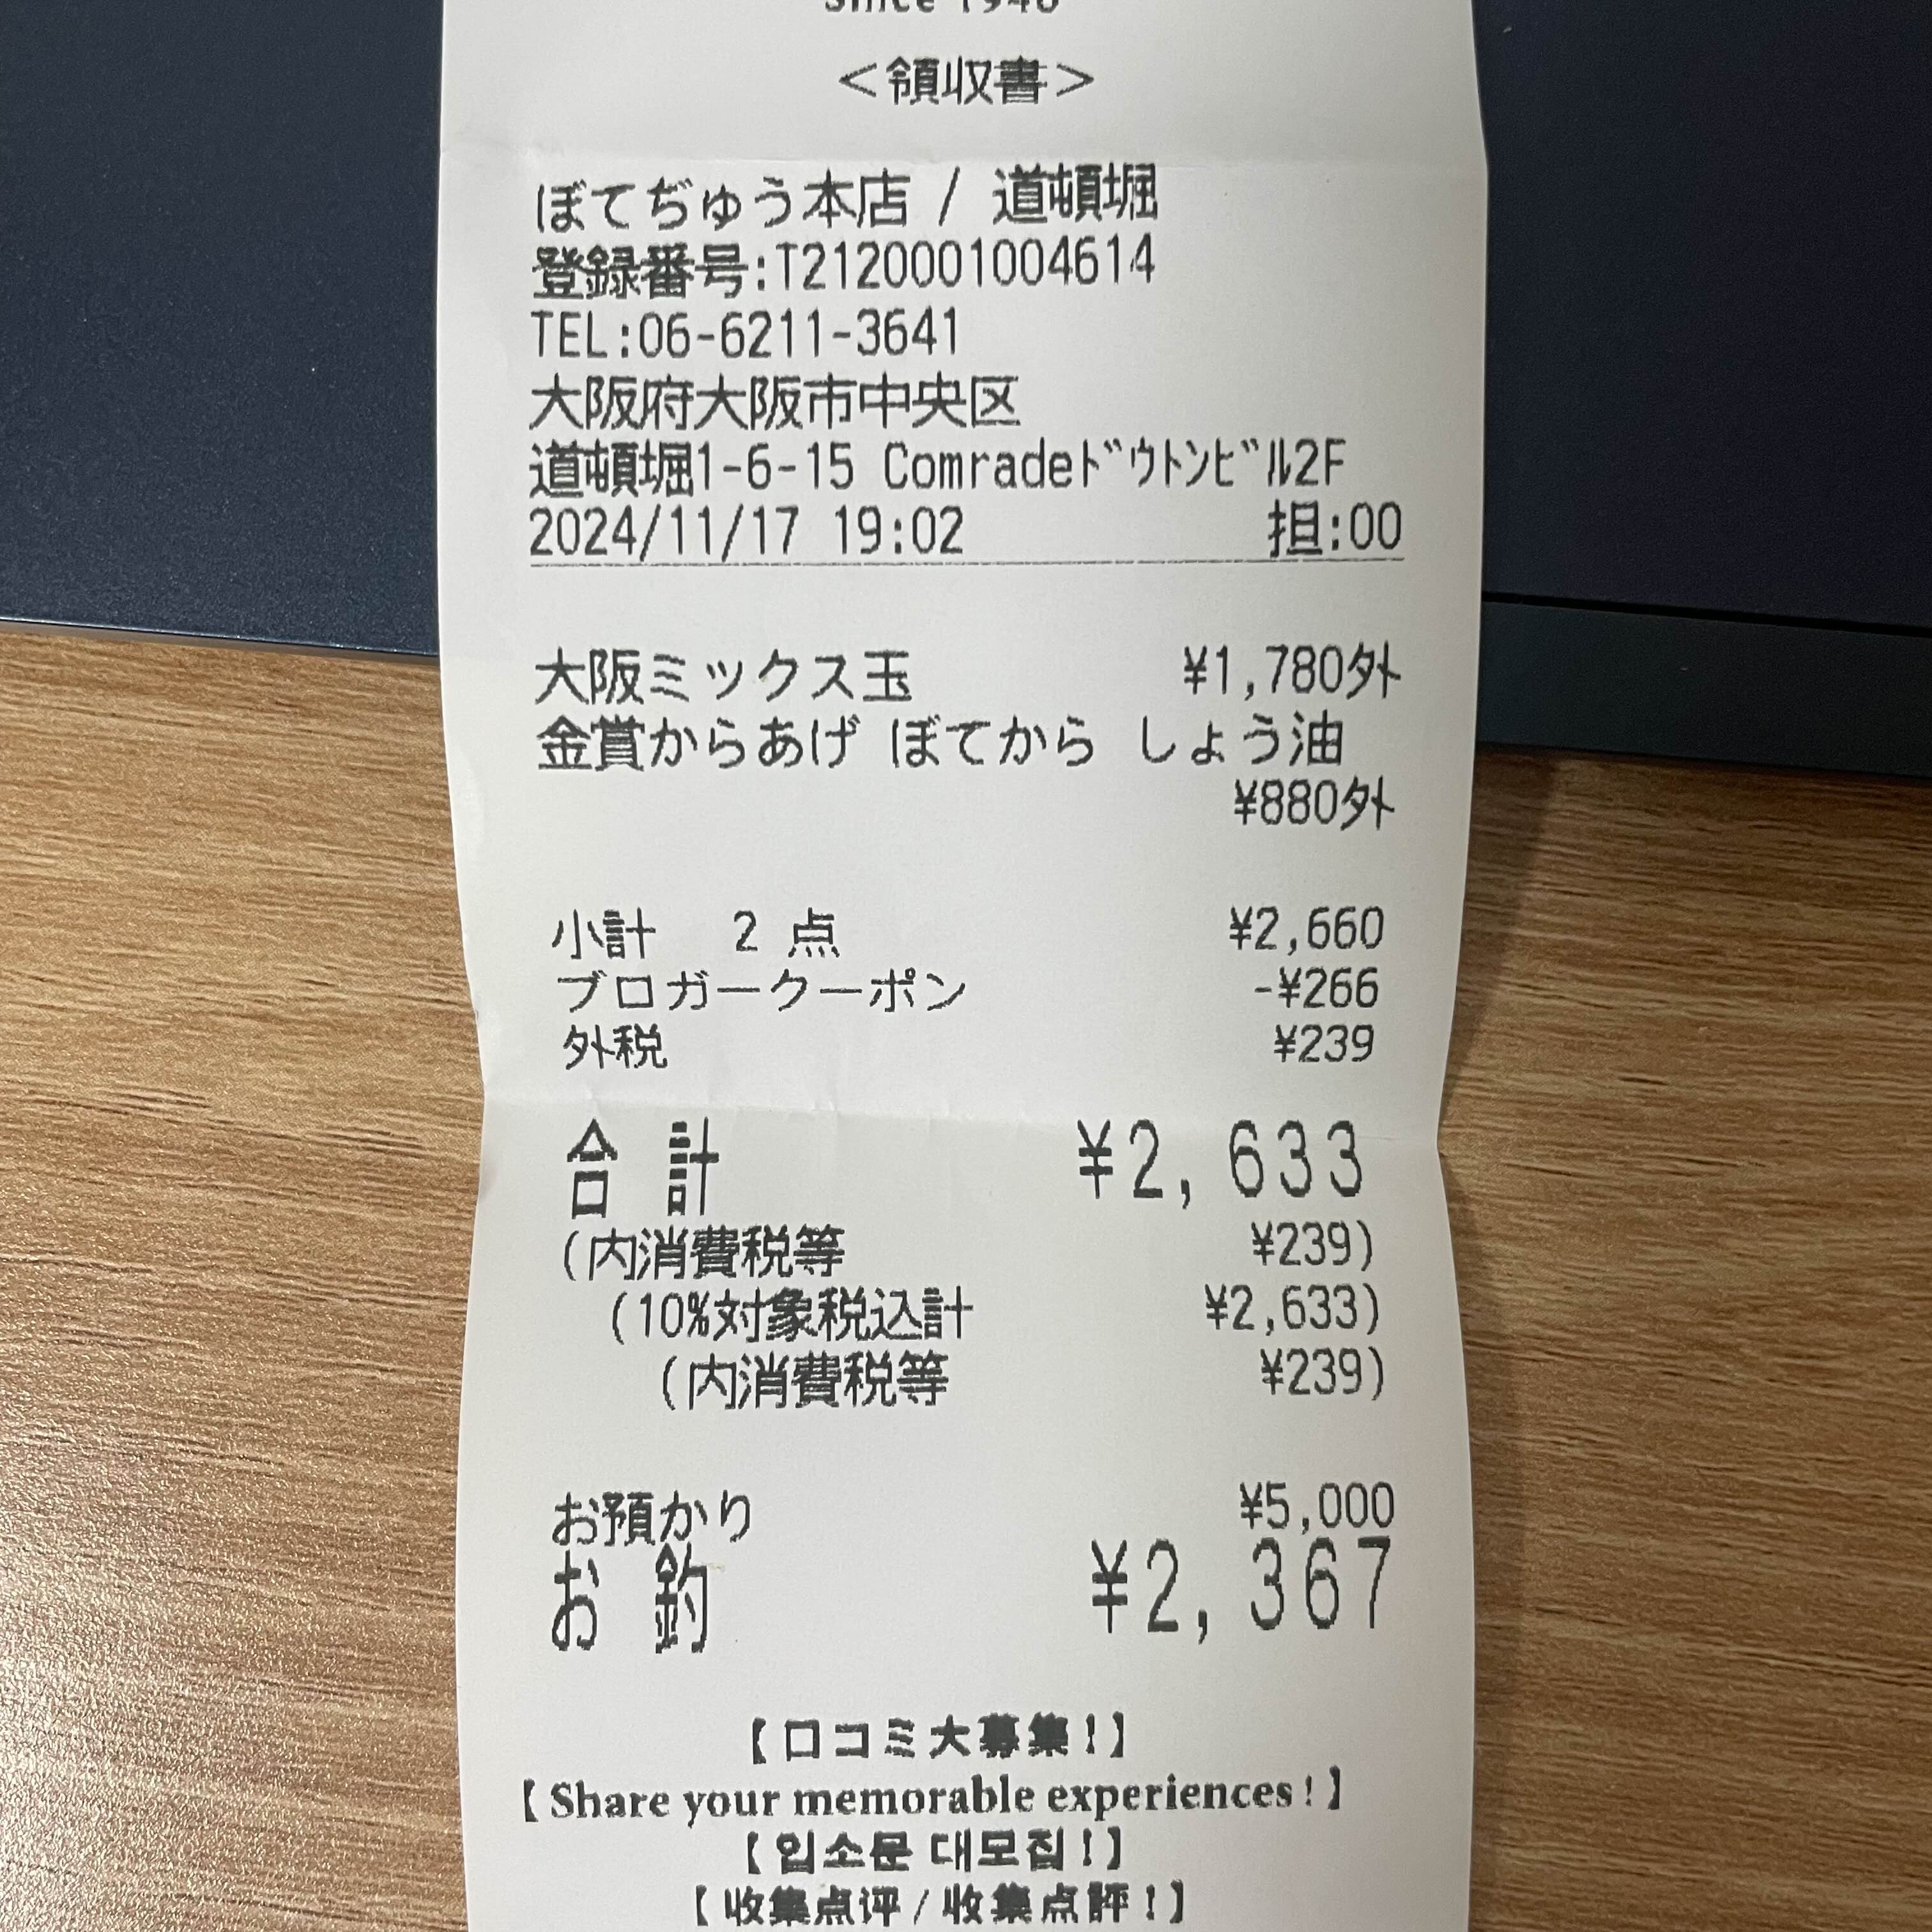 Since 1946
<領収書>
ぼてぢゅう本店 / 道頓堀
登録番号:T2120001004614
TEL:06-6211-3641
大阪府大阪市中央区
道頓堀1-6-15 Comradeﾄﾞｳﾄﾝﾋﾞﾙ2F
2024/11/17 19:02 担:00
大阪ミックス玉 ¥1,780外
金賞からあげ ぼてから しょう油
¥880外
小計 2 点 ¥2,660
ブロガークーポン -¥266
外税 ¥239
合 計 ¥2,633
(内消費税等 ¥239)
(10%対象税込計 ¥2,633)
(内消費税等 ¥239)
お預かり ¥5,000
お 釣 ¥2,367
【口コミ大募集!】
【Share your memorable experiences!】
【입소문 대모집!】
【收集点评/收集点評!】